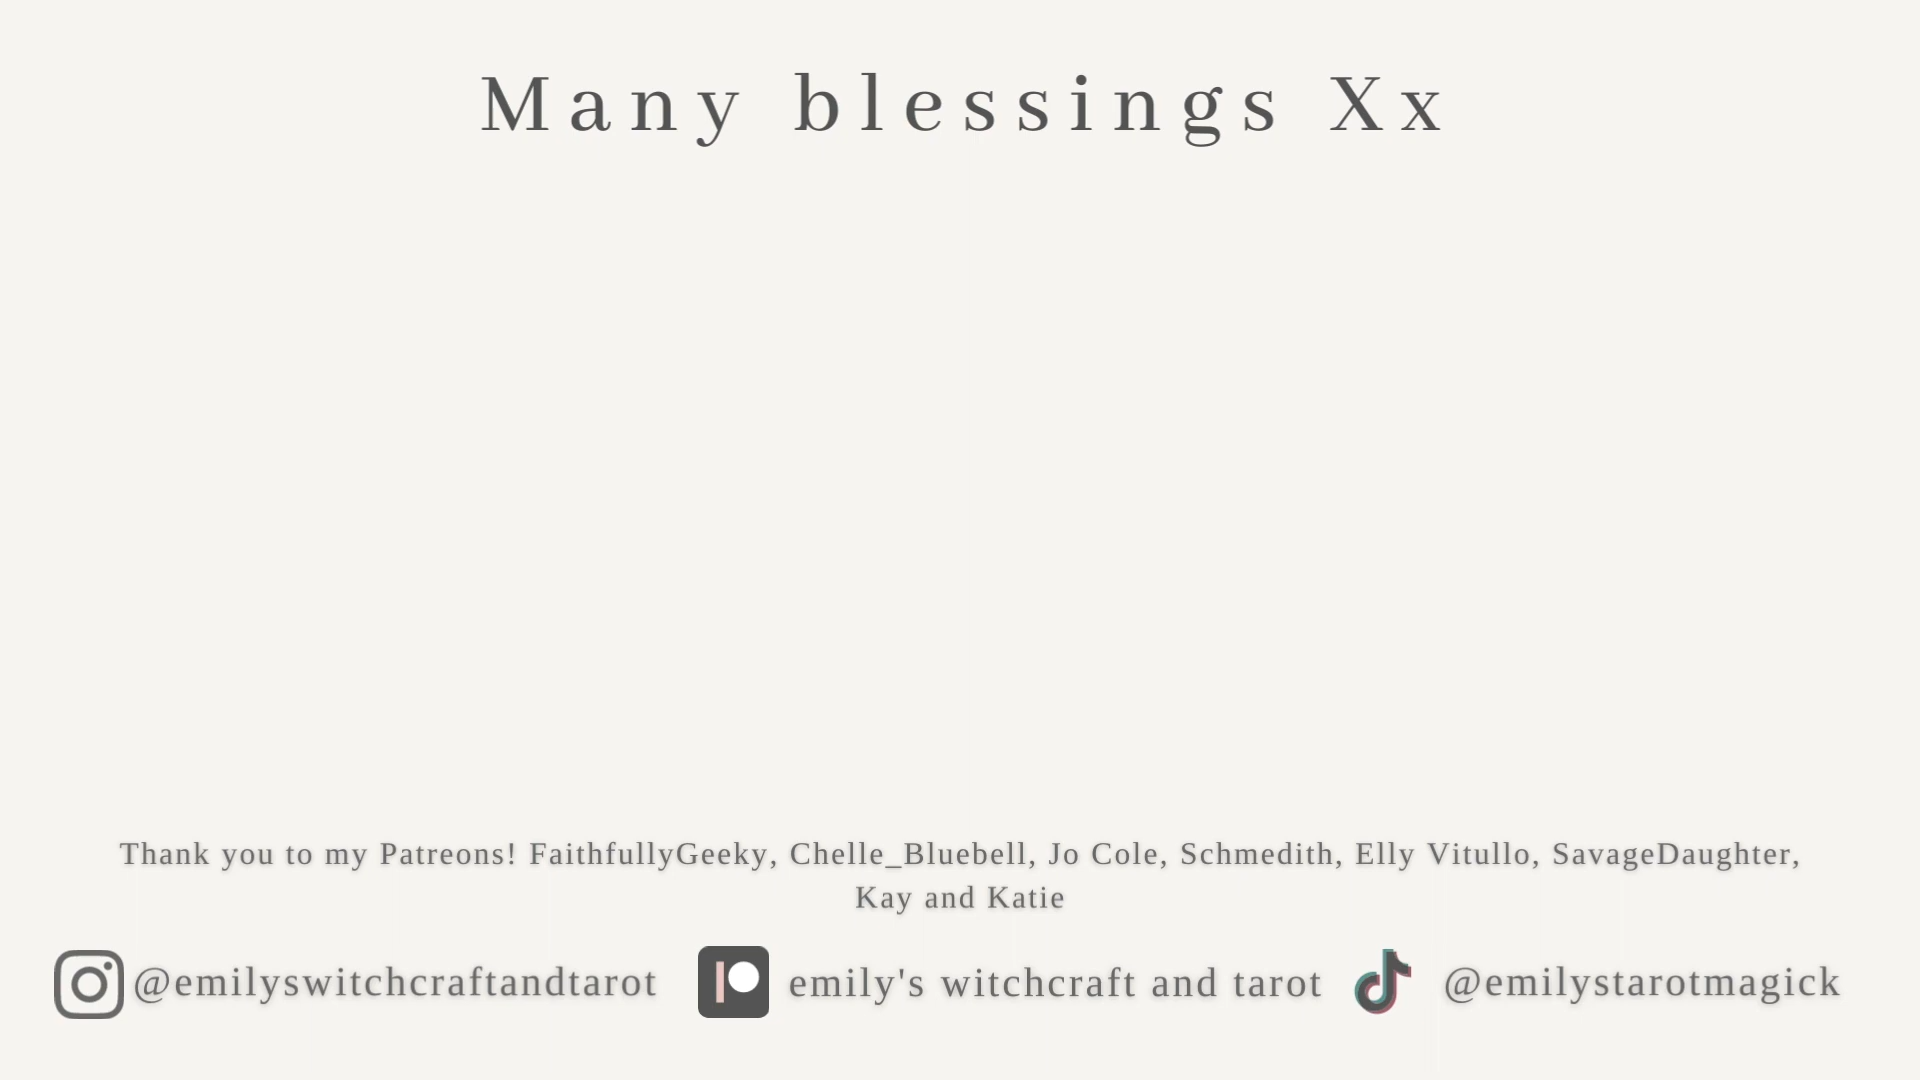 Many blessings Xx
Thank you to my Patreons! FaithfullyGeeky, Chelle_Bluebell, Jo Cole, Schmedith, Elly Vitullo, SavageDaughter,
Kay and Katie
@emilyswitchcraftandtarot emily's witchcraft and tarot @emilystarotmagick